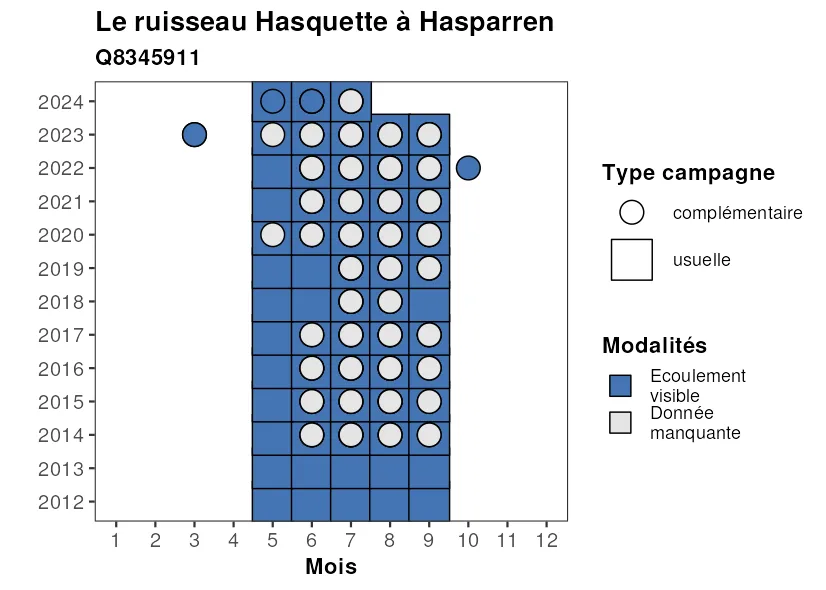 Le ruisseau Hasquette à Hasparren
Q8345911
2024
2023
2022
2021
2020
2019
2018
2017
2016
2015
2014
2013
2012
1 2 3 4 5 6 7 8 9 10 11 12
Mois
Type campagne
complémentaire
usuelle
Modalités
Ecoulement
visible
Donnée
manquante